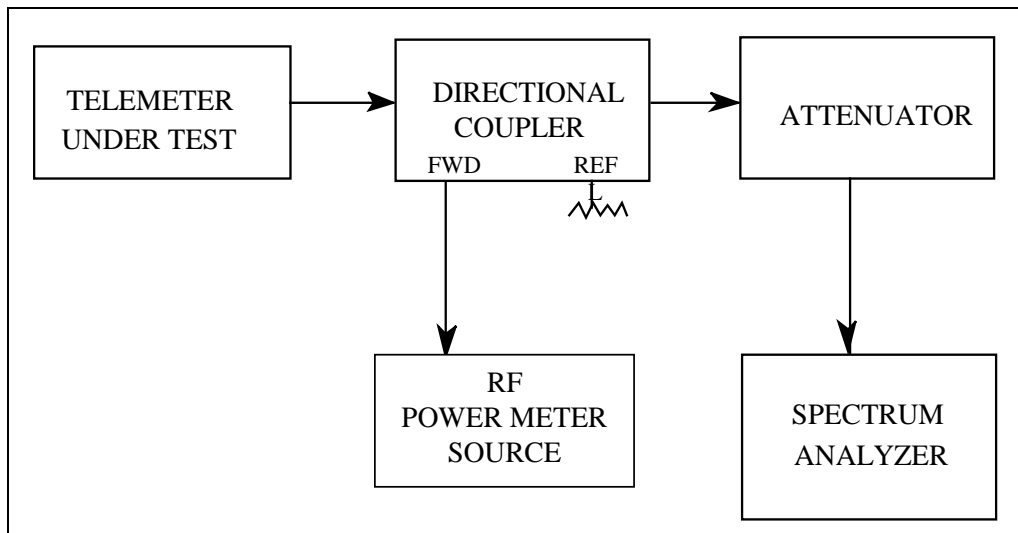 TELEMETER
UNDER TEST
DIRECTIONAL
COUPLER
FWD
REF
L
ATTENUATOR
RF
POWER METER
SOURCE
SPECTRUM
ANALYZER